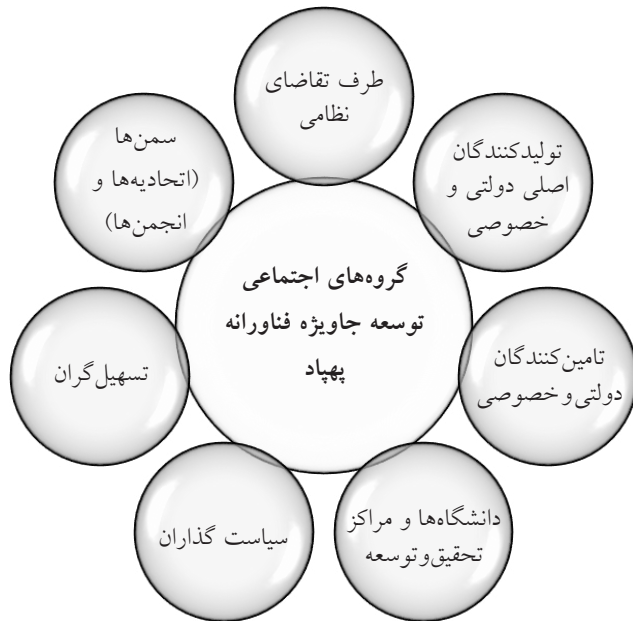 طرف تقاضای
نظامی
تولیدکنندگان
اصلی دولتی و
خصوصی
تامین‌کنندگان
دولتی و خصوصی
دانشگاه‌ها و مراکز
تحقیق و توسعه
سیاست گذاران
تسهیل‌گران
سمن‌ها
(اتحادیه‌ها و
انجمن‌ها)
گروه‌های اجتماعی
توسعه جاویژه فناورانه
پهپاد